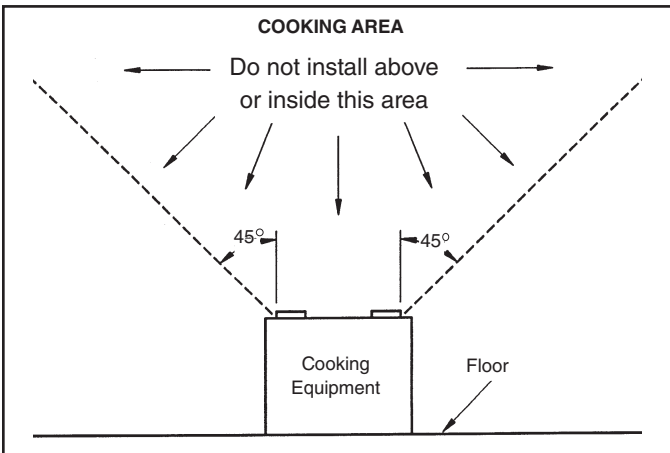 COOKING AREA
Do not install above
or inside this area
45°
45°
Cooking
Equipment
Floor